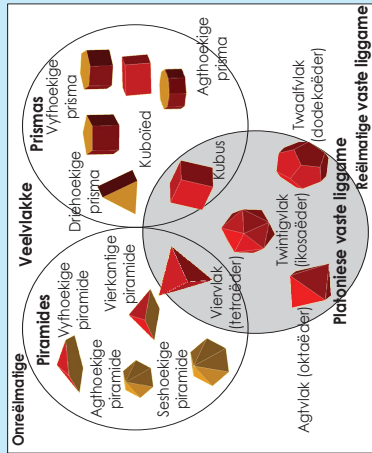 Onreëlmatige
Veelvlakke
Piramides
Vyfhoekige
piramide
Vierkantige
piramide
Agthoekige
piramide
Seshoekige
piramide
Prismas
Vyfhoekige
prisma
Driehoekige
prisma
Kuboïed
Agthoekige
prisma
Viervlak
(tetraëder)
Kubus
Twintigvlak
(ikosaëder)
Twaalfvlak
(dodekaëder)
Agtvlak (oktaëder)
Platoniese vaste liggame
Reëlmatige vaste liggame